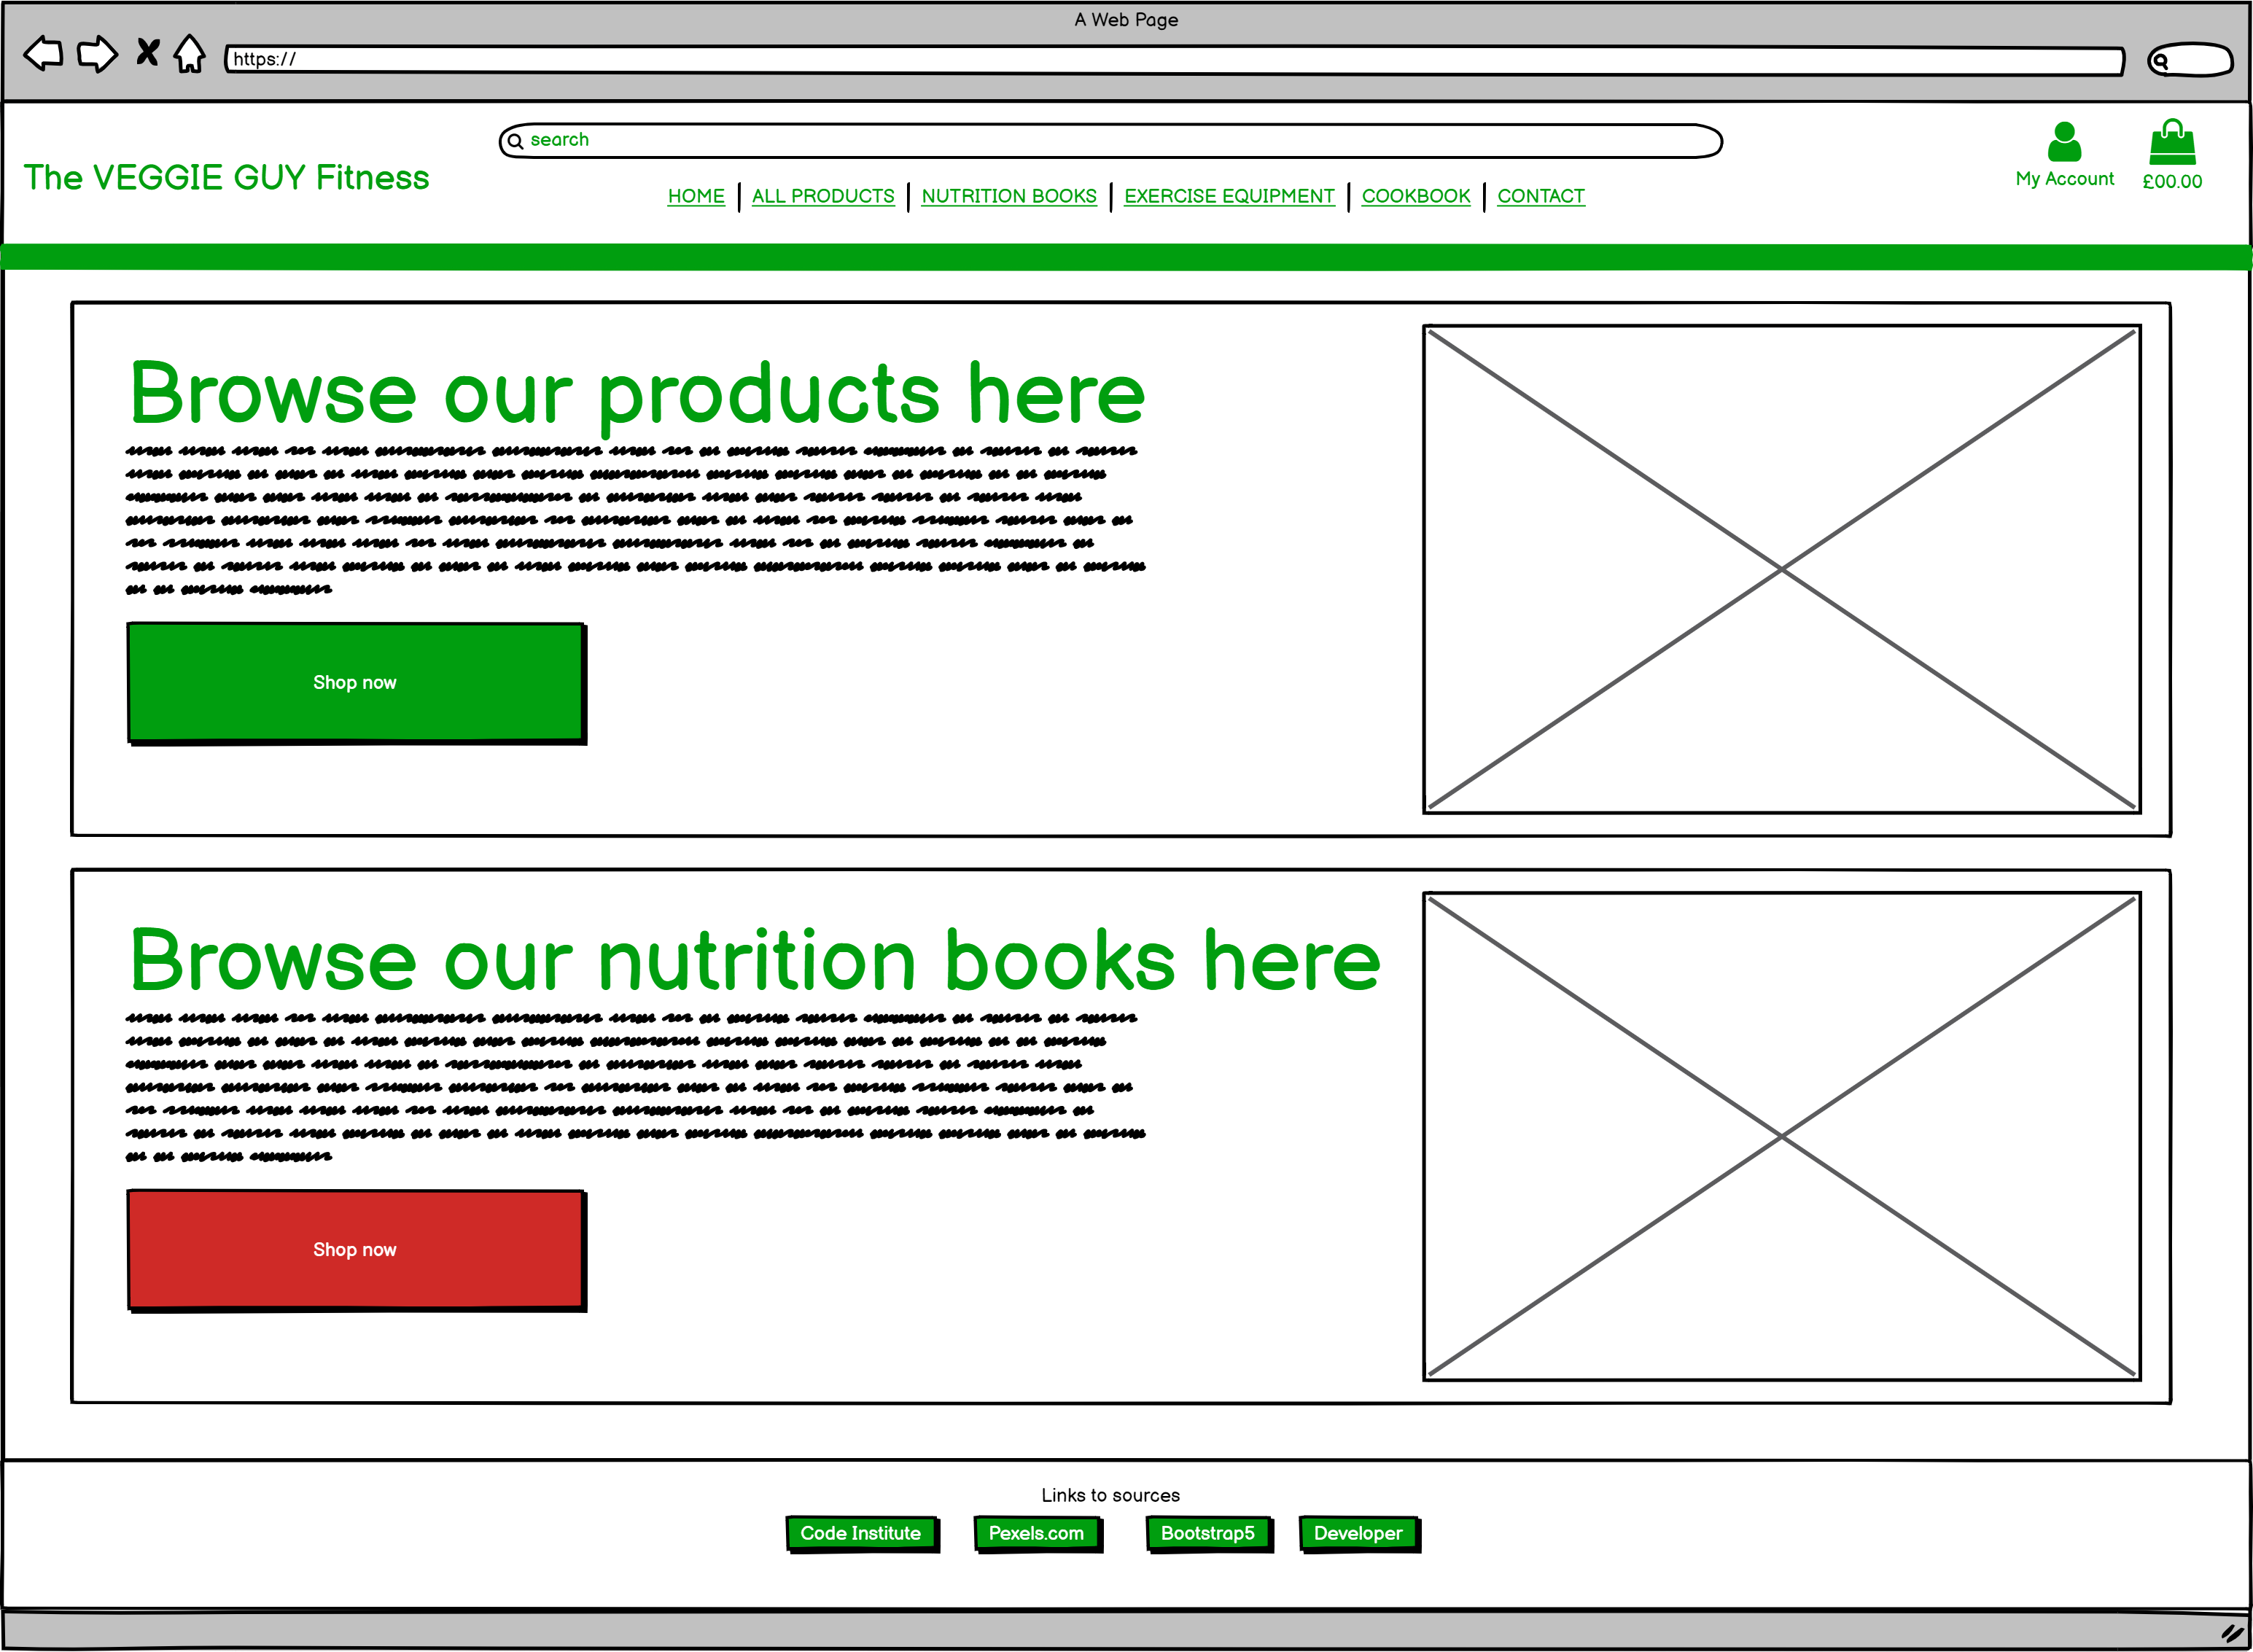 A Web Page
https://
search
The VEGGIE GUY Fitness
My Account
£00.00
HOME ALL PRODUCTS NUTRITION BOOKS EXERCISE EQUIPMENT COOKBOOK CONTACT
Browse our products here
Shop now
Browse our nutrition books here
Shop now
Links to sources
Code Institute Pexels.com Bootstrap5 Developer